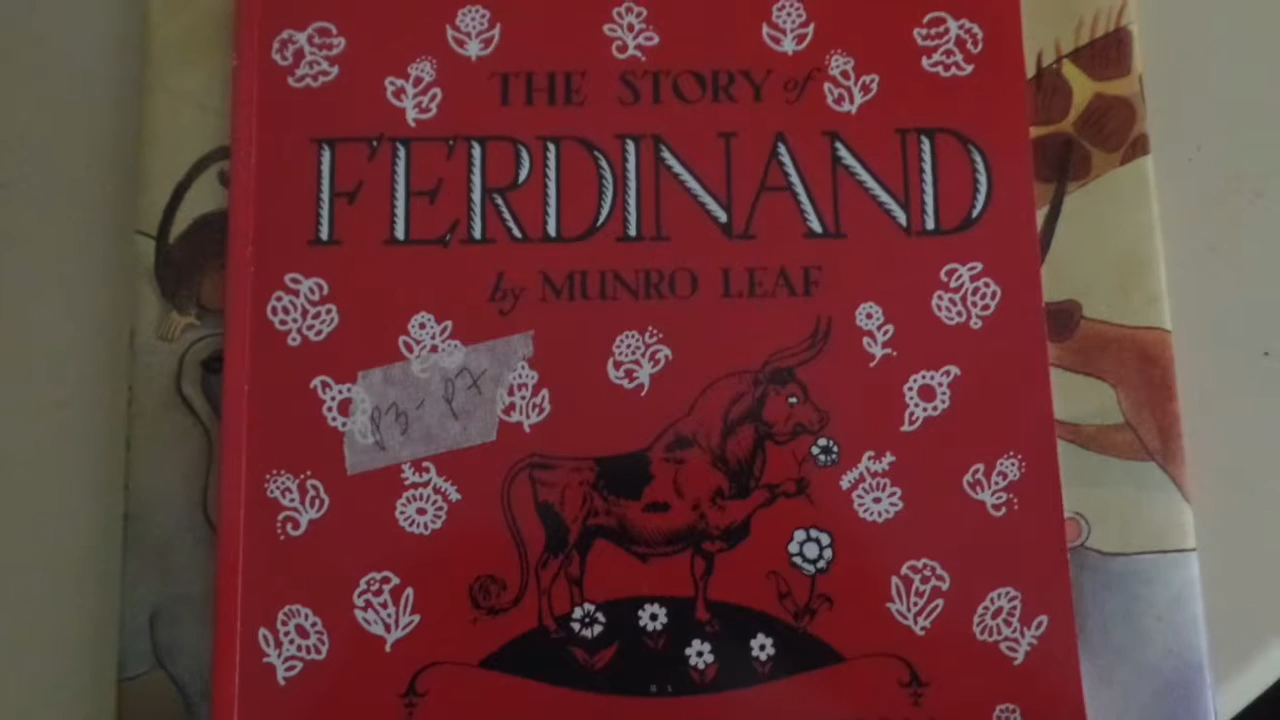 THE STORY of
FERDINAND
by MUNRO LEAF
P3 - P7